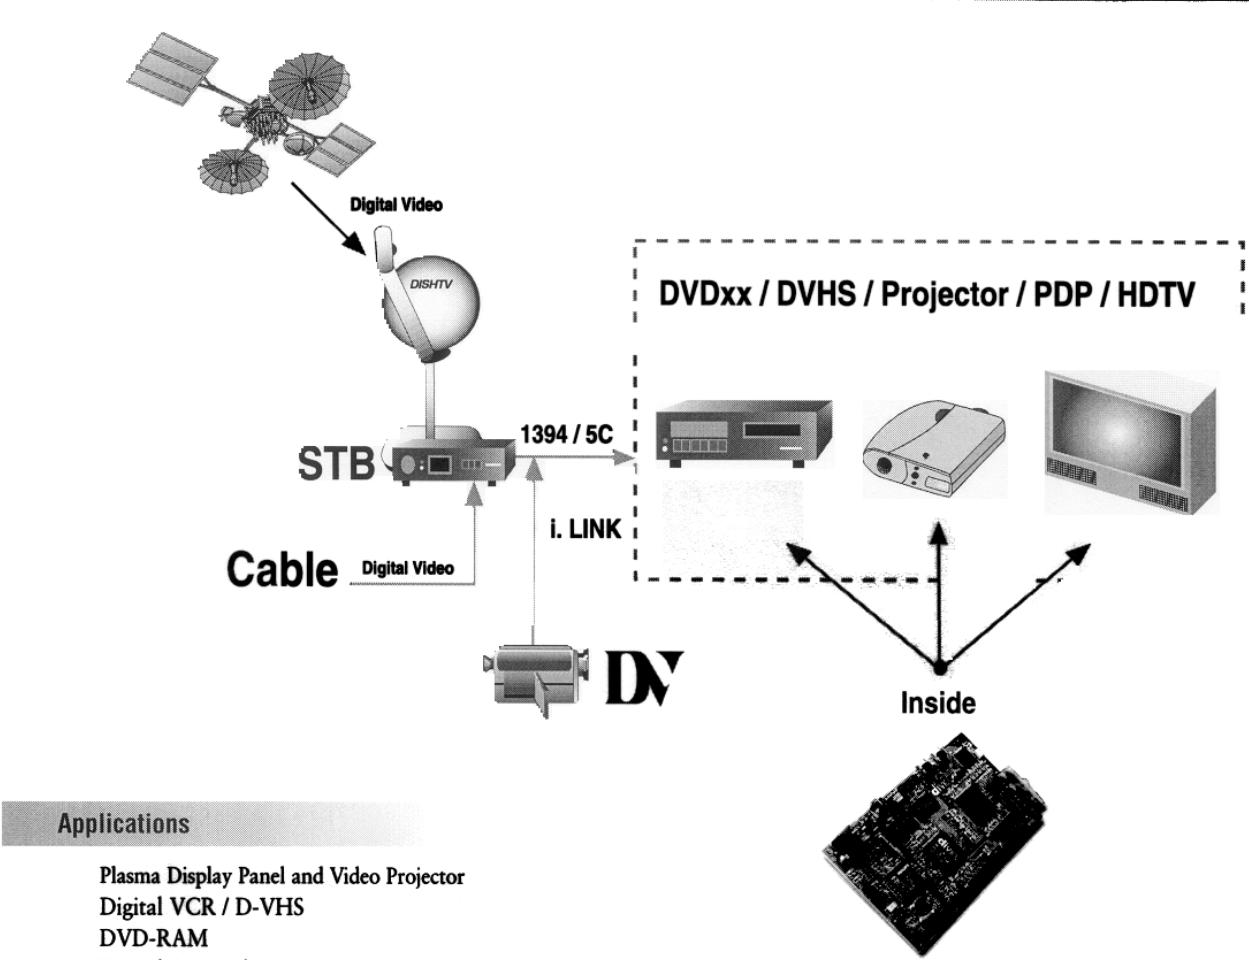 Digital Video
DISHTV
DVDxx / DVHS / Projector / PDP / HDTV
1394 / 5C
STB
i. LINK
Cable
Digital Video
DV
Inside
Applications
Plasma Display Panel and Video Projector
Digital VCR / D-VHS
DVD-RAM